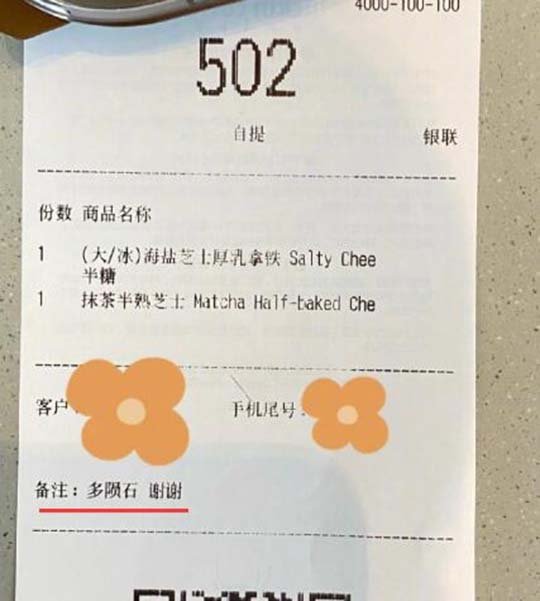 4000-100-100
502
自提 银联
份数 商品名称
1 (大/冰)海盐芝士厚乳拿铁 Salty Chee
半糖
1 抹茶半熟芝士 Matcha Half-baked Che
客户 手机尾号:
备注: 多陨石 谢谢